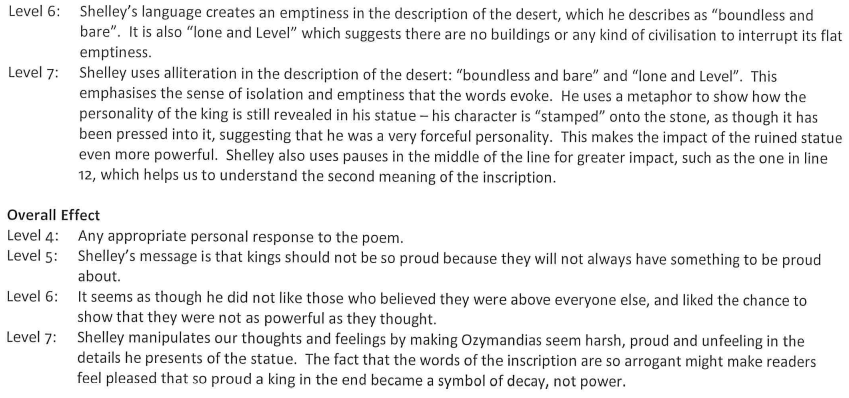 Level 6: Shelley's language creates an emptiness in the description of the desert, which he describes as "boundless and
bare". It is also "lone and Level" which suggests there are no buildings or any kind of civilisation to interrupt its flat
emptiness.
Level 7: Shelley uses alliteration in the description of the desert: "boundless and bare" and "lone and Level". This
emphasises the sense of isolation and emptiness that the words evoke. He uses a metaphor to show how the
personality of the king is still revealed in his statue – his character is "stamped" onto the stone, as though it has
been pressed into it, suggesting that he was a very forceful personality. This makes the impact of the ruined statue
even more powerful. Shelley also uses pauses in the middle of the line for greater impact, such as the one in line
12, which helps us to understand the second meaning of the inscription.
Overall Effect
Level 4: Any appropriate personal response to the poem.
Level 5: Shelley's message is that kings should not be so proud because they will not always have something to be proud
about.
Level 6: It seems as though he did not like those who believed they were above everyone else, and liked the chance to
show that they were not as powerful as they thought.
Level 7: Shelley manipulates our thoughts and feelings by making Ozymandias seem harsh, proud and unfeeling in the
details he presents of the statue. The fact that the words of the inscription are so arrogant might make readers
feel pleased that so proud a king in the end became a symbol of decay, not power.